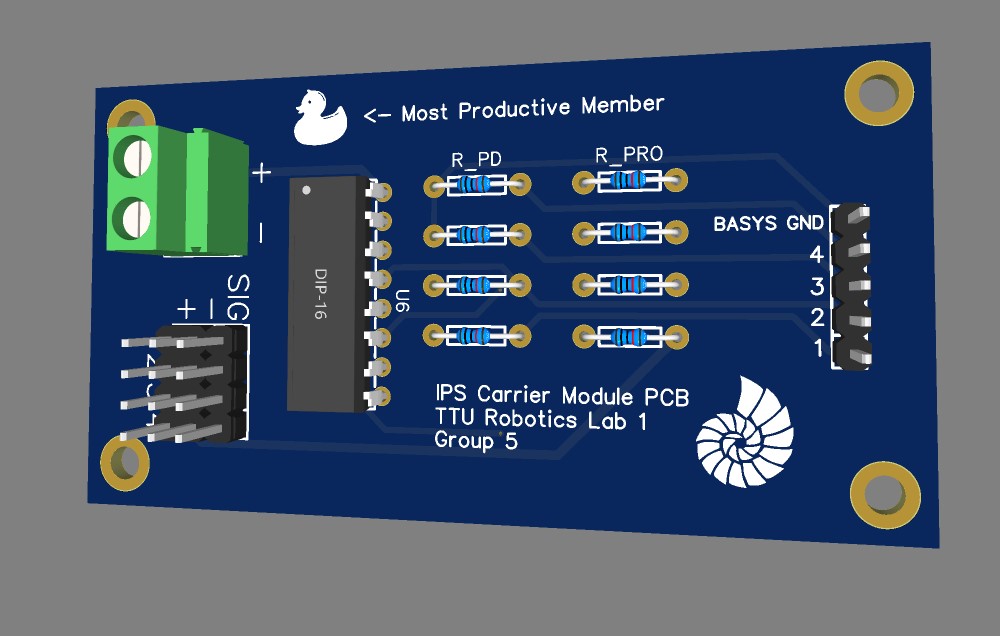 <- Most Productive Member
R_PD
R_PRO
+
−
BASYS GND
4
3
2
1
DIP-16
U6
SIG
+ −
IPS Carrier Module PCB
TTU Robotics Lab 1
Group 5